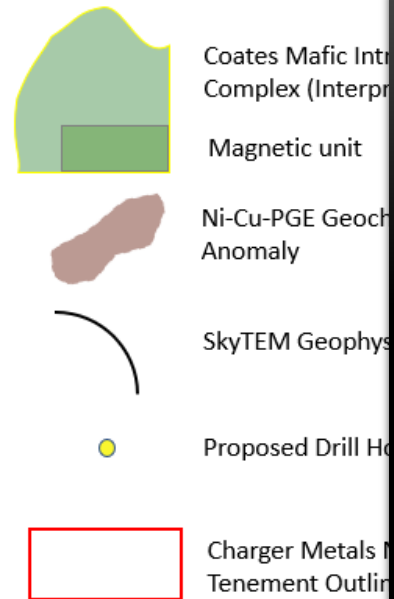 Coates Mafic Intr
Complex (Interpr
Magnetic unit
Ni-Cu-PGE Geoch
Anomaly
SkyTEM Geophys
Proposed Drill Ho
Charger Metals N
Tenement Outlin